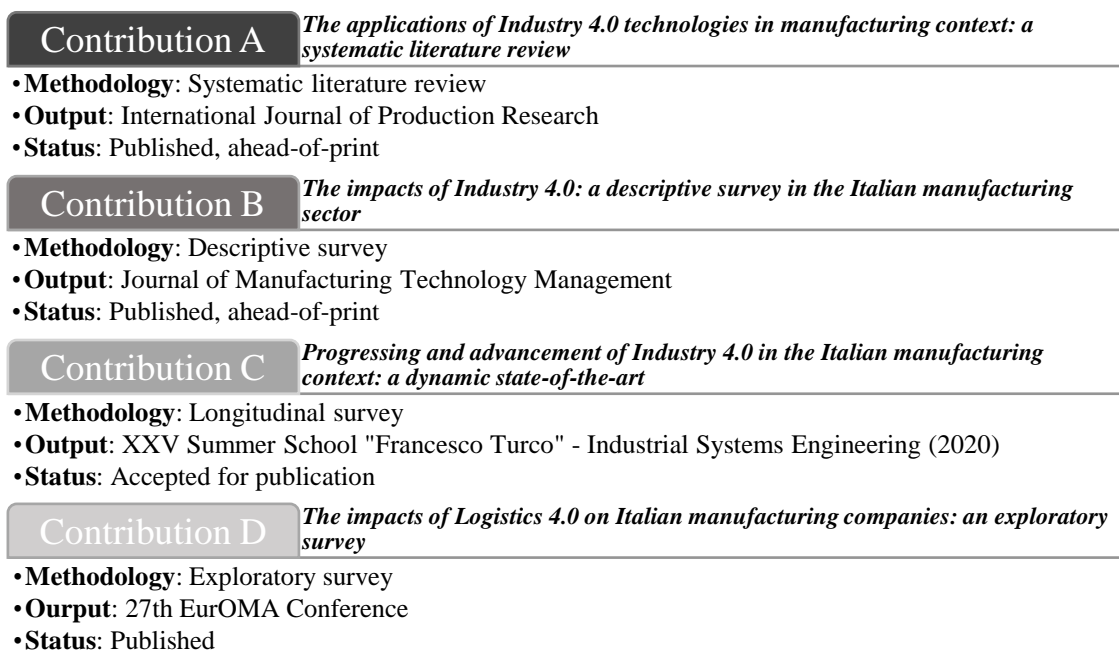 Contribution A
The applications of Industry 4.0 technologies in manufacturing context: a
systematic literature review
•Methodology: Systematic literature review
•Output: International Journal of Production Research
•Status: Published, ahead-of-print
Contribution B
The impacts of Industry 4.0: a descriptive survey in the Italian manufacturing
sector
•Methodology: Descriptive survey
•Output: Journal of Manufacturing Technology Management
•Status: Published, ahead-of-print
Contribution C
Progressing and advancement of Industry 4.0 in the Italian manufacturing
context: a dynamic state-of-the-art
•Methodology: Longitudinal survey
•Output: XXV Summer School "Francesco Turco" - Industrial Systems Engineering (2020)
•Status: Accepted for publication
Contribution D
The impacts of Logistics 4.0 on Italian manufacturing companies: an exploratory
survey
•Methodology: Exploratory survey
•Ourput: 27th EurOMA Conference
•Status: Published